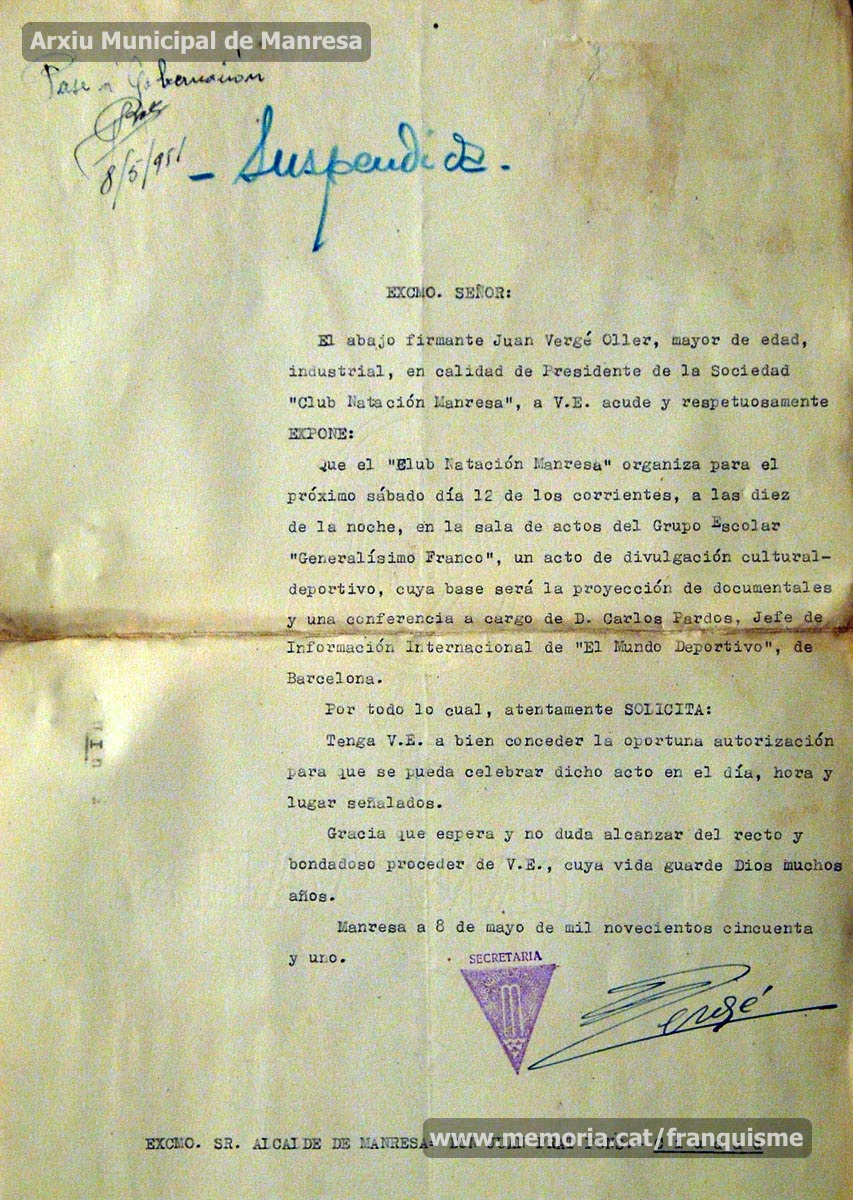 Arxiu Municipal de Manresa
Pase a Gobernación
8/5/951
- Suspendida.
EXCMO. SEÑOR:
El abajo firmante Juan Vergé Oller, mayor de edad,
industrial, en calidad de Presidente de la Sociedad
"Club Natación Manresa", a V.E. acude y respetuosamente
EXPONE:
Que el "Elub Natación Manresa" organiza para el
próximo sábado día 12 de los corrientes, a las diez
de la noche, en la sala de actos del Grupo Escolar
"Generalísimo Franco", un acto de divulgación cultural-
deportivo, cuya base será la proyección de documentales
y una conferencia a cargo de D. Carlos Pardos, Jefe de
Información Internacional de "El Mundo Deportivo", de
Barcelona.
Por todo lo cual, atentamente SOLICITA:
Tenga V.E. a bien conceder la oportuna autorización
para que se pueda celebrar dicho acto en el día, hora y
lugar señalados.
Gracia que espera y no duda alcanzar del recto y
bondadoso proceder de V.E., cuya vida guarde Dios muchos
años.
Manresa a 8 de mayo de mil novecientos cincuenta
y uno.
SECRETARIA
Vergé
EXCMO. SR. ALCALDE DE MANRESA
www.memoria.cat/franquisme